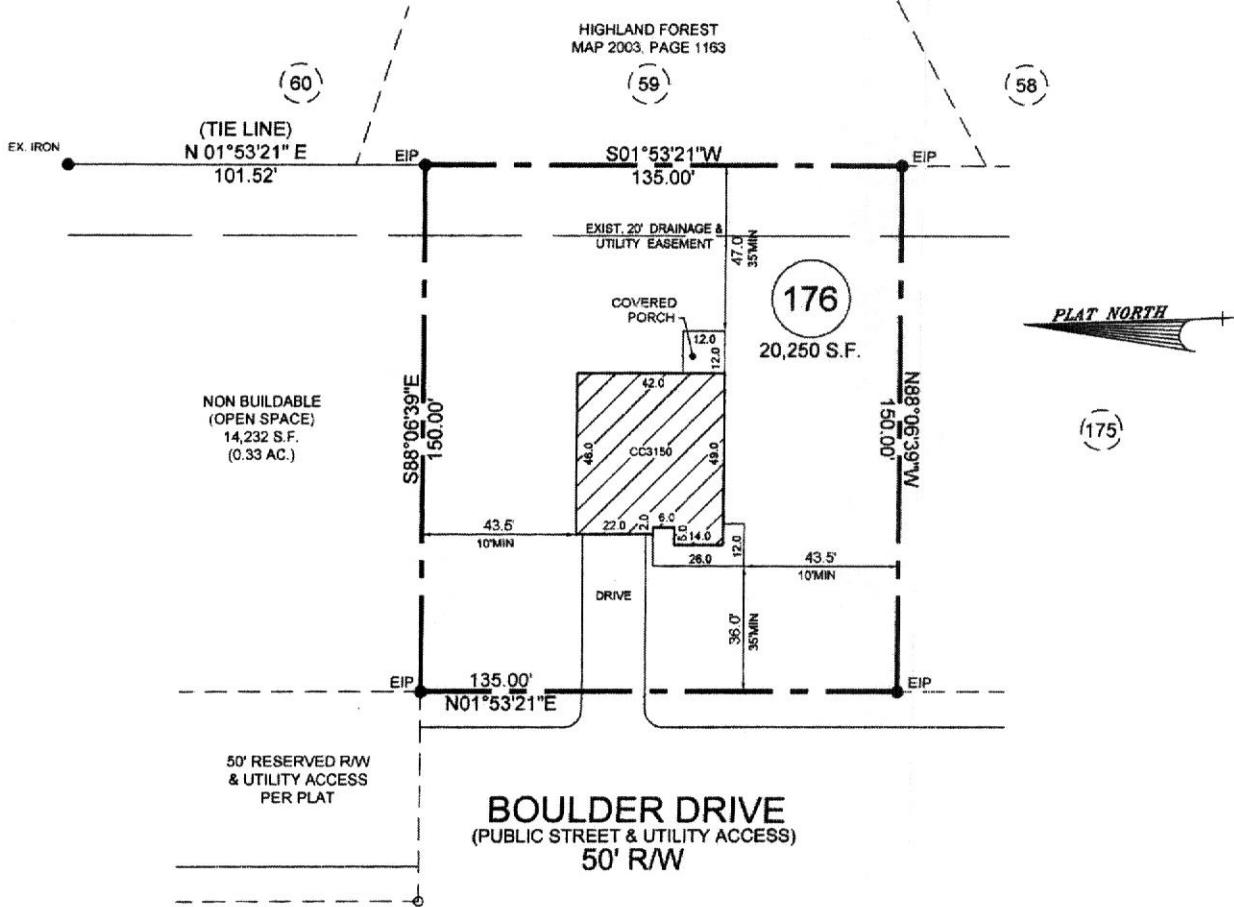 HIGHLAND FOREST
MAP 2003, PAGE 1163
60
59
58
(TIE LINE)
N 01°53'21" E
101.52'
EX. IRON
EIP
S01°53'21"W
135.00'
EIP
EXIST. 20' DRAINAGE &
UTILITY EASEMENT
47.0'
35'MIN
176
20,250 S.F.
COVERED
PORCH
12.0
12.0
PLAT NORTH
42.0
NON BUILDABLE
(OPEN SPACE)
14,232 S.F.
(0.33 AC.)
S88°06'39"E
150.00'
46.0
CC3150
49.0
N88°06'39"W
150.00'
175
43.5'
10'MIN
22.0
2.0
6.0
5.0
14.0
12.0
26.0
43.5'
10'MIN
DRIVE
36.0'
35'MIN
EIP
135.00'
N01°53'21"E
EIP
50' RESERVED R/W
& UTILITY ACCESS
PER PLAT
BOULDER DRIVE
(PUBLIC STREET & UTILITY ACCESS)
50' R/W